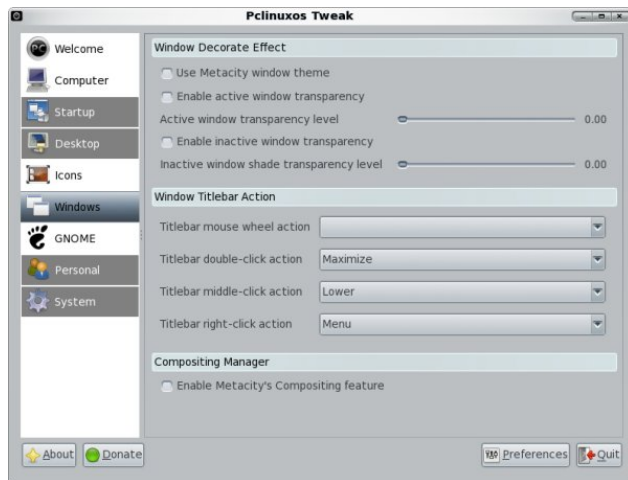 Pclinuxos Tweak
Welcome
Computer
Startup
Desktop
Icons
Windows
GNOME
Personal
System
Window Decorate Effect
Use Metacity window theme
Enable active window transparency
Active window transparency level 0.00
Enable inactive window transparency
Inactive window shade transparency level 0.00
Window Titlebar Action
Titlebar mouse wheel action
Titlebar double-click action Maximize
Titlebar middle-click action Lower
Titlebar right-click action Menu
Compositing Manager
Enable Metacity's Compositing feature
About Donate Preferences Quit